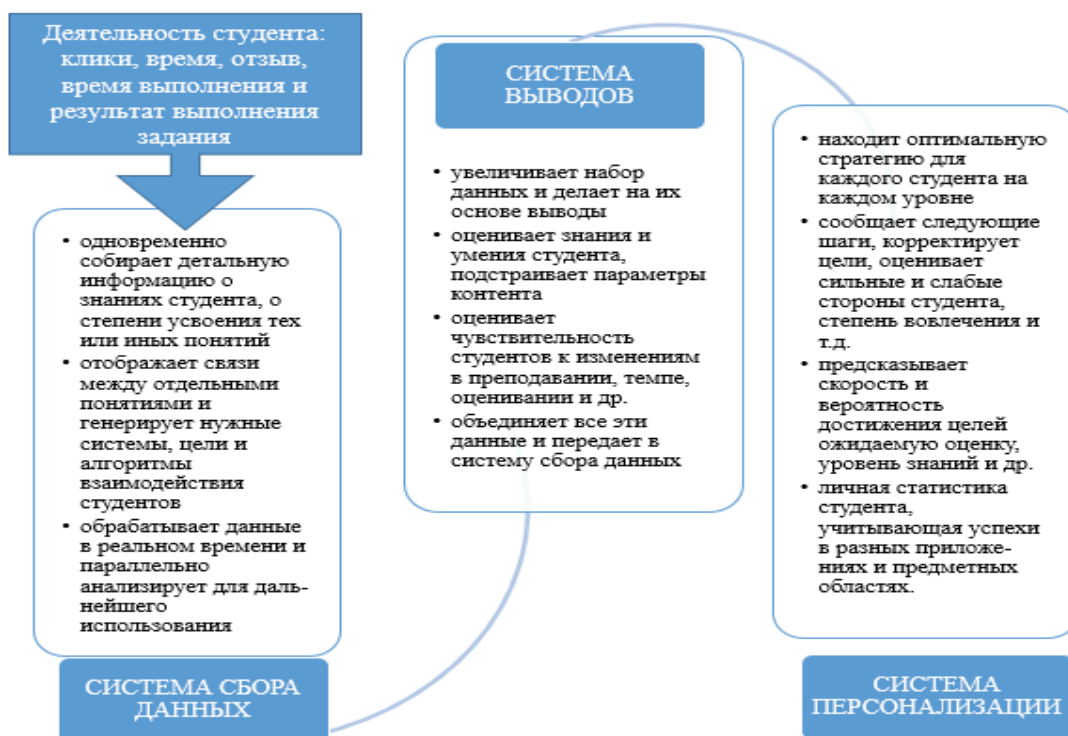 Деятельность студента:
клики, время, отзыв,
время выполнения и
результат выполнения
задания
• одновременно
собирает детальную
информацию о
знаниях студента, о
степени усвоения тех
или иных понятий
• отображает связи
между отдельными
понятиями и
генерирует нужные
системы, цели и
алгоритмы
взаимодействия
студентов
• обрабатывает данные
в реальном времени и
параллельно
анализирует для даль-
нейшего
использования
СИСТЕМА СБОРА
ДАННЫХ
СИСТЕМА
ВЫВОДОВ
• увеличивает набор
данных и делает на их
основе выводы
• оценивает знания и
умения студента,
подстраивает параметры
контента
• оценивает
чувствительность
студентов к изменениям
в преподавании, темпе,
оценивании и др.
• объединяет все эти
данные и передает в
систему сбора данных
• находит оптимальную
стратегию для
каждого студента на
каждом уровне
• сообщает следующие
шаги, корректирует
цели, оценивает
сильные и слабые
стороны студента,
степень вовлечения и
т.д.
• предсказывает
скорость и
вероятность
достижения целей
ожидаемую оценку,
уровень знаний и др.
• личная статистика
студента,
учитывающая успехи
в разных приложе-
ниях и предметных
областях.
СИСТЕМА
ПЕРСОНАЛИЗАЦИИ